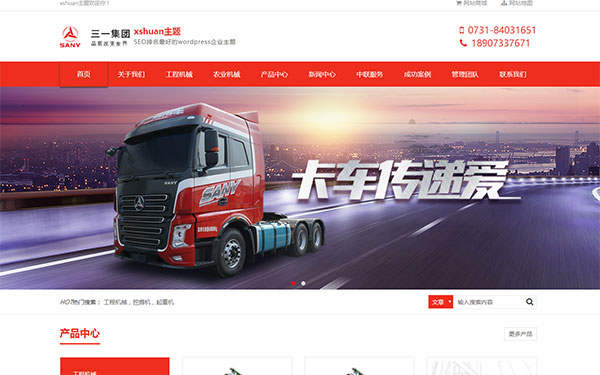 xshuan主题欢迎你！
网站商城 网站地图
SANY
三一集团
品质改变世界
xshuan主题
SEO排名最好的wordpress企业主题
0731-84031651
18907337671
首页 关于我们 工程机械 农业机械 产品中心 新闻中心 中联服务 成功案例 管理团队 联系我们
卡车传递爱
SANY
SANY
HOT热门搜索：工程机械，挖掘机，起重机
文章 输入搜索内容
产品中心
更多产品
工程机械